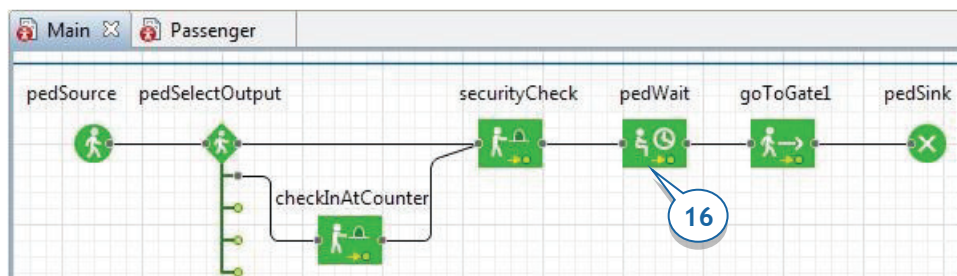 Main Passenger
pedSource pedSelectOutput securityCheck pedWait goToGate1 pedSink
checkInAtCounter
16